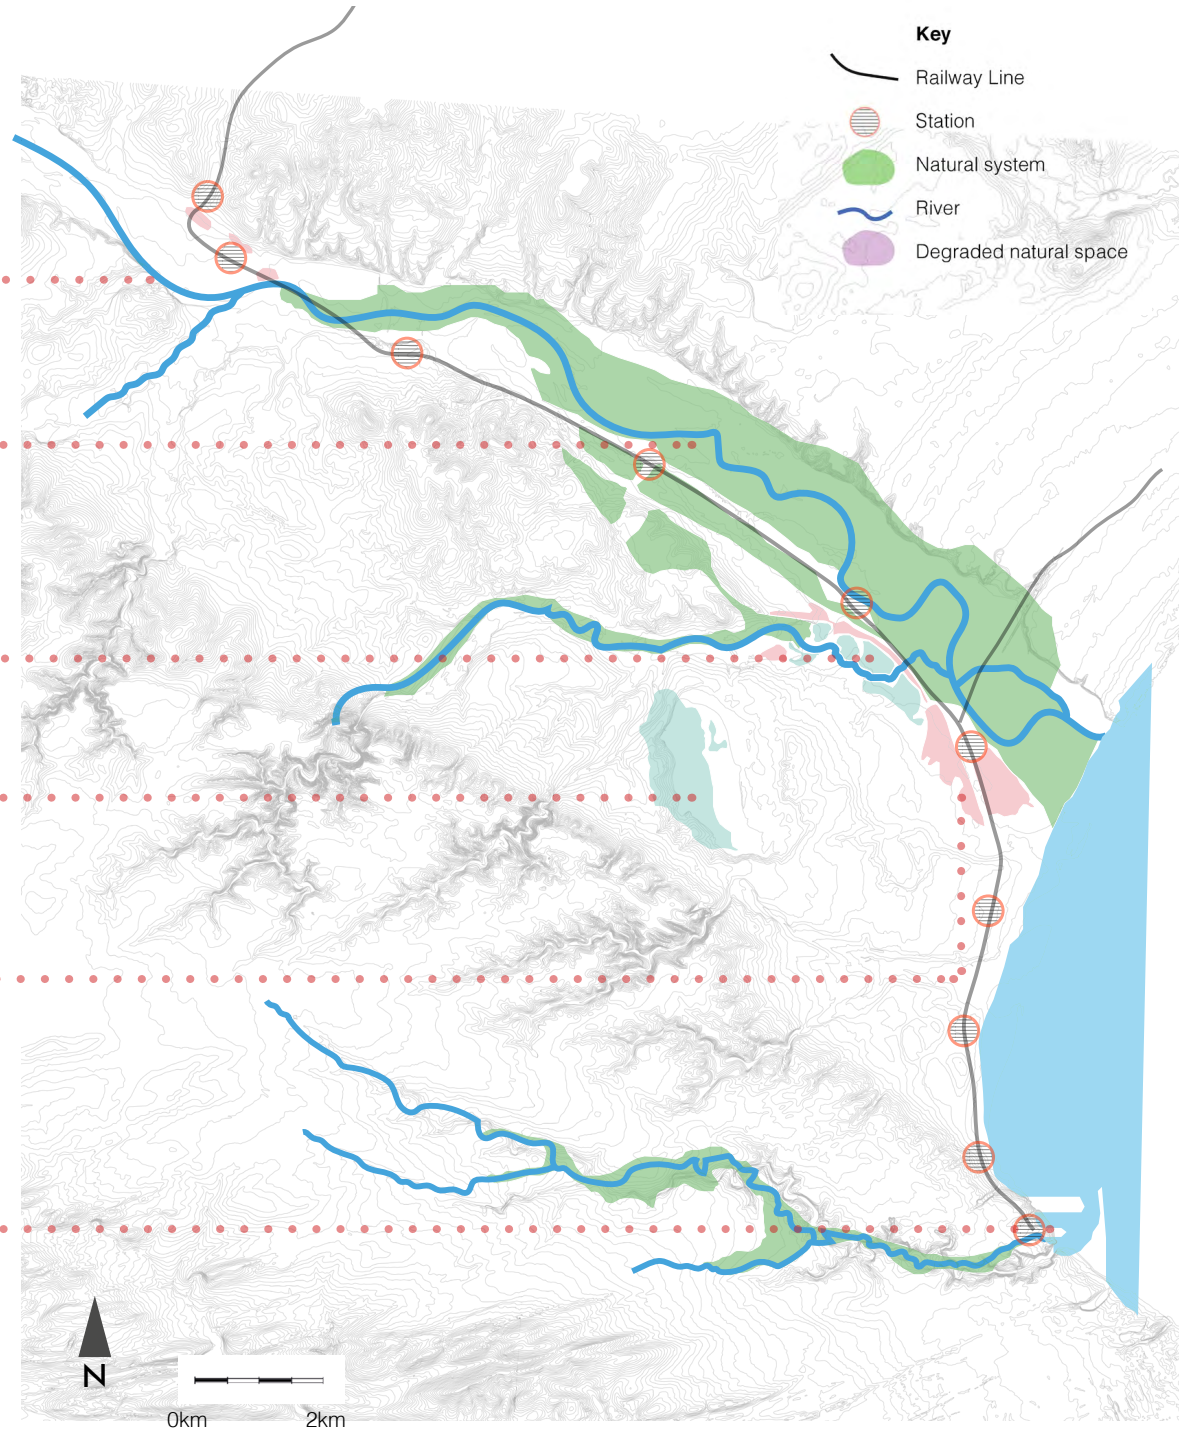 Key
Railway Line
Station
Natural system
River
Degraded natural space
N
0km 2km